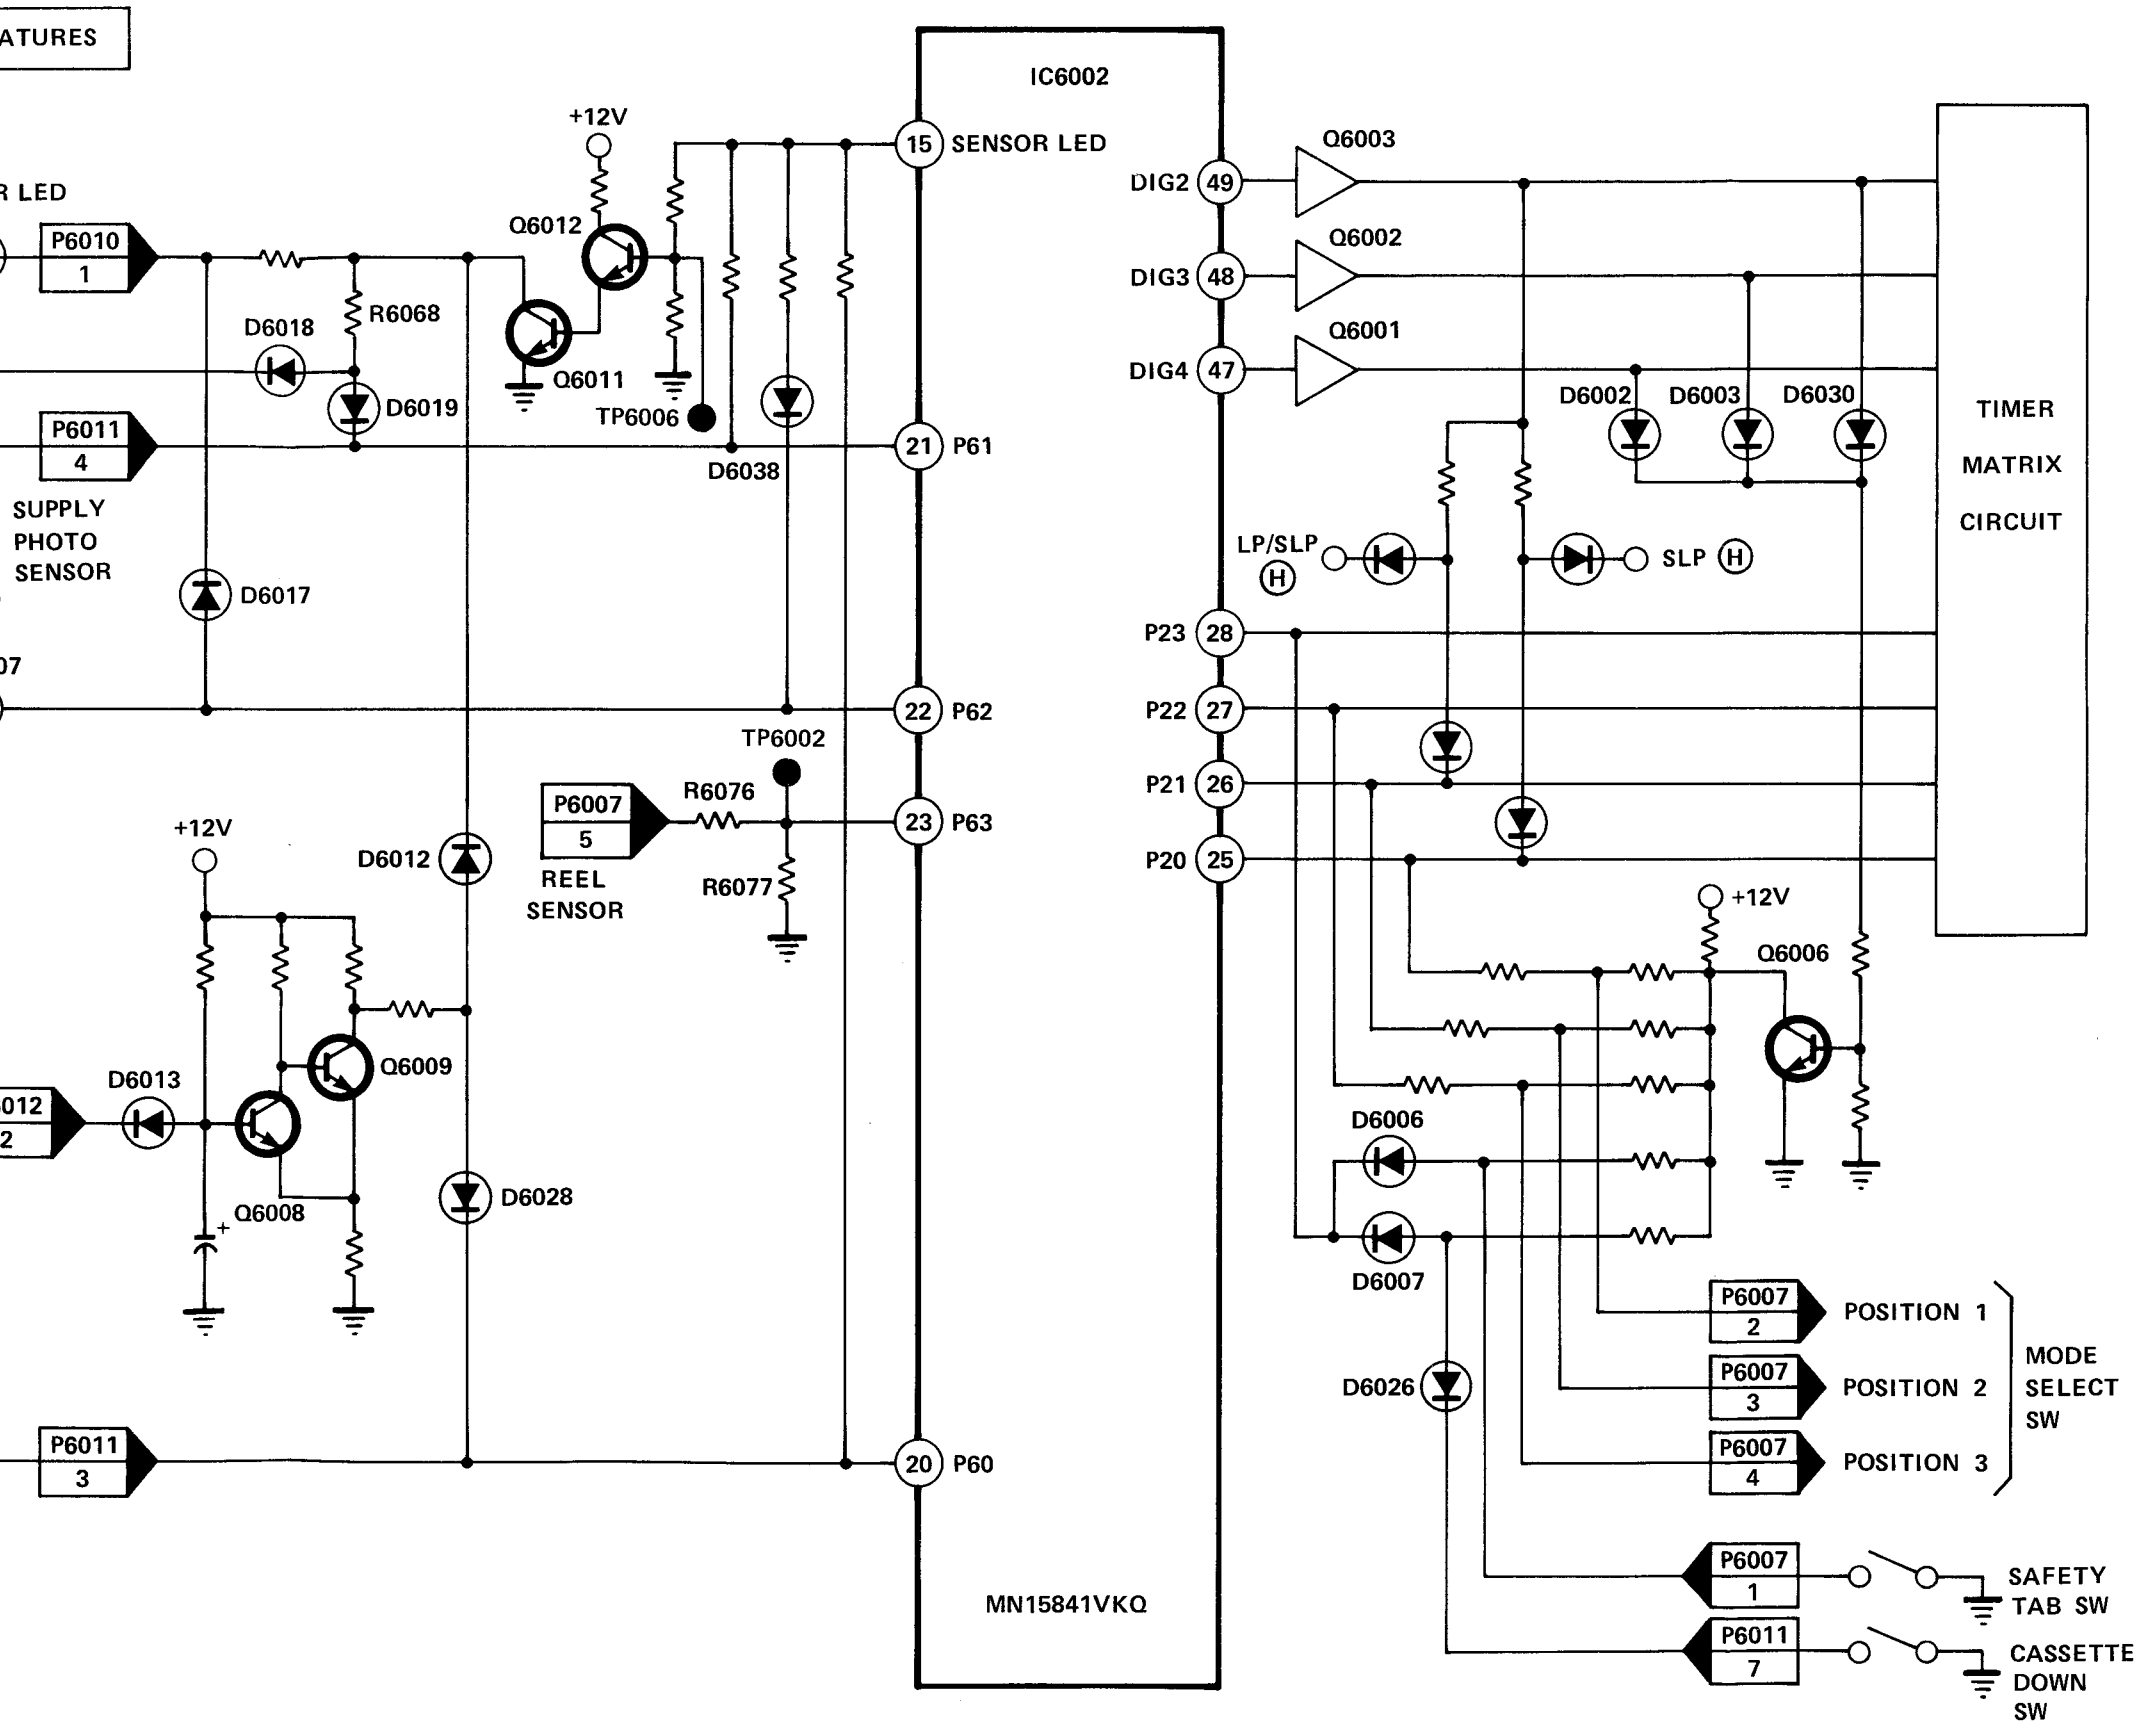 ATURES
IC6002
+12V
15 SENSOR LED
Q6003
DIG2 49
R LED
Q6012
P6010
1
Q6002
DIG3 48
R6068
D6018
Q6001
DIG4 47
Q6011
D6019
TP6006
D6002 D6003 D6030
TIMER
MATRIX
CIRCUIT
P6011
4
21 P61
D6038
SUPPLY
PHOTO
SENSOR
LP/SLP
H
SLP H
D6017
P23 28
07
22 P62
P22 27
TP6002
P21 26
P6007
5
R6076
23 P63
+12V
D6012
P20 25
REEL
SENSOR
R6077
+12V
Q6006
Q6009
D6013
6012
2
D6006
D6028
Q6008
+
D6007
P6007
2
POSITION 1
P6007
3
POSITION 2
P6007
4
POSITION 3
MODE
SELECT
SW
D6026
P6011
3
20 P60
P6007
1
SAFETY
TAB SW
MN15841VKQ
P6011
7
CASSETTE
DOWN
SW